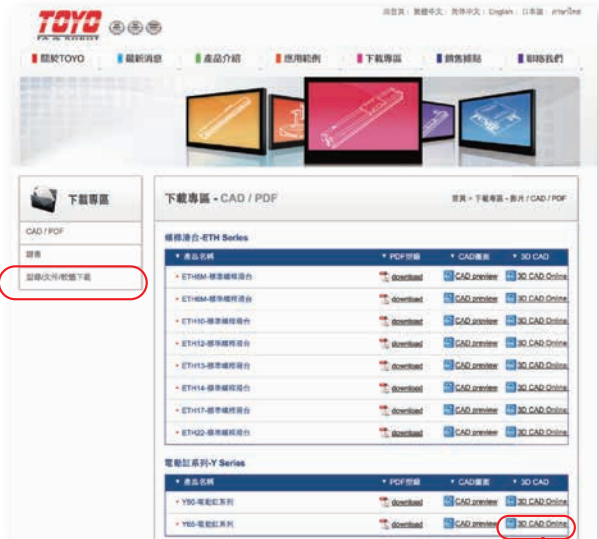 TOYO
FA & ROBOT
回首頁｜繁體中文｜简体中文｜English｜日本語｜ภาษาไทย
關於TOYO
最新消息
產品介紹
應用範例
下載專區
銷售據點
聯絡我們
下載專區
CAD / PDF
證書
型錄/文件/軟體下載
下載專區 - CAD / PDF
首頁 > 下載專區 - 影片 / CAD / PDF
螺桿滑台-ETH Series
產品名稱 PDF型錄 CAD圖面 3D CAD
ETH5M-標準螺桿滑台 download CAD preview 3D CAD Online
ETH6M-標準螺桿滑台 download CAD preview 3D CAD Online
ETH10-標準螺桿滑台 download CAD preview 3D CAD Online
ETH12-標準螺桿滑台 download CAD preview 3D CAD Online
ETH13-標準螺桿滑台 download CAD preview 3D CAD Online
ETH14-標準螺桿滑台 download CAD preview 3D CAD Online
ETH17-標準螺桿滑台 download CAD preview 3D CAD Online
ETH22-標準螺桿滑台 download CAD preview 3D CAD Online
電動缸系列-Y Series
產品名稱 PDF型錄 CAD圖面 3D CAD
Y50-電動缸系列 download CAD preview 3D CAD Online
Y65-電動缸系列 download CAD preview 3D CAD Online